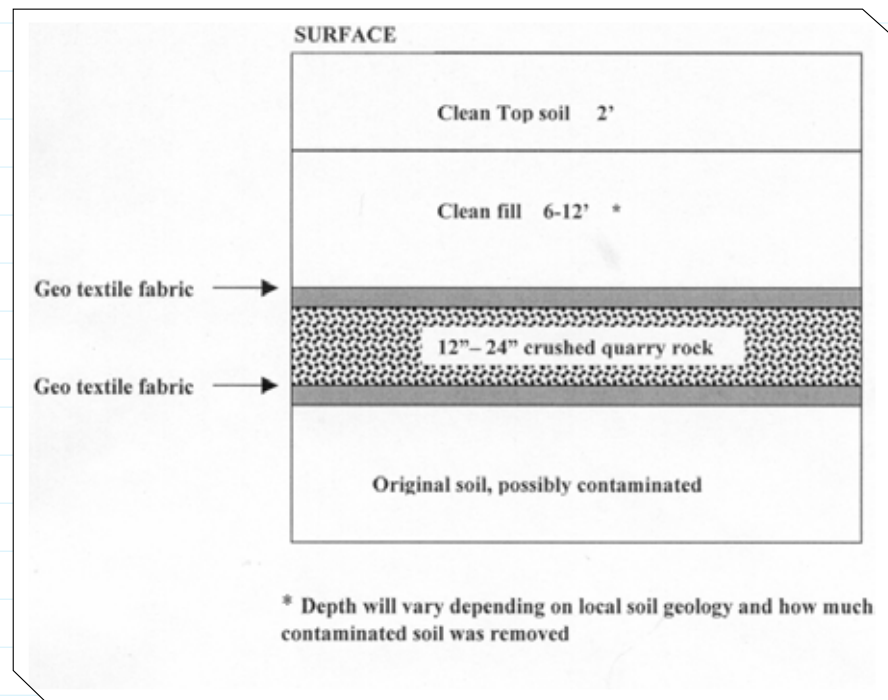 SURFACE
Clean Top soil 2’
Clean fill 6-12’ *
Geo textile fabric
12”– 24” crushed quarry rock
Geo textile fabric
Original soil, possibly contaminated
* Depth will vary depending on local soil geology and how much
contaminated soil was removed